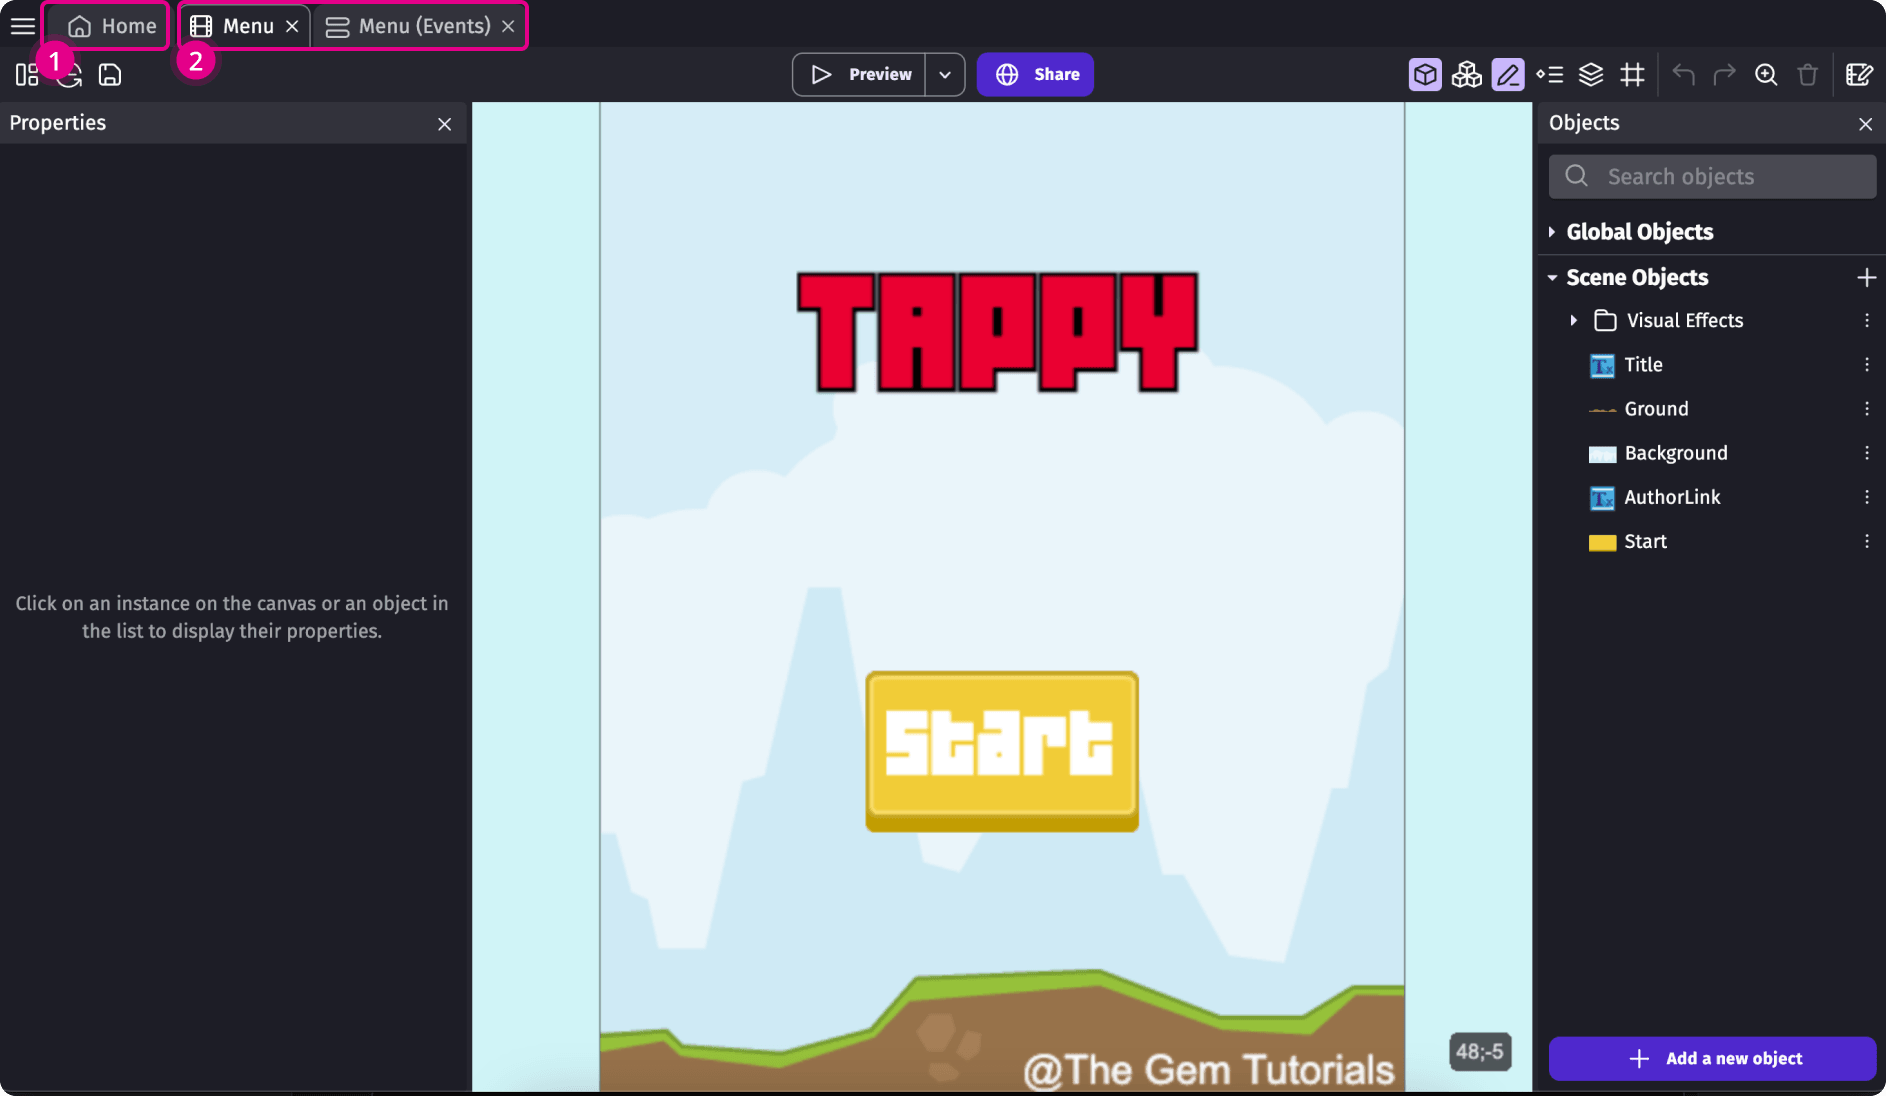 Home
Menu
Menu (Events)
1
2
Preview
Share
Properties
Objects
Search objects
Global Objects
Scene Objects
Visual Effects
Title
Ground
Background
AuthorLink
Start
Click on an instance on the canvas or an object in
the list to display their properties.
TAPPY
Start
@The Gem Tutorials
48;-5
Add a new object